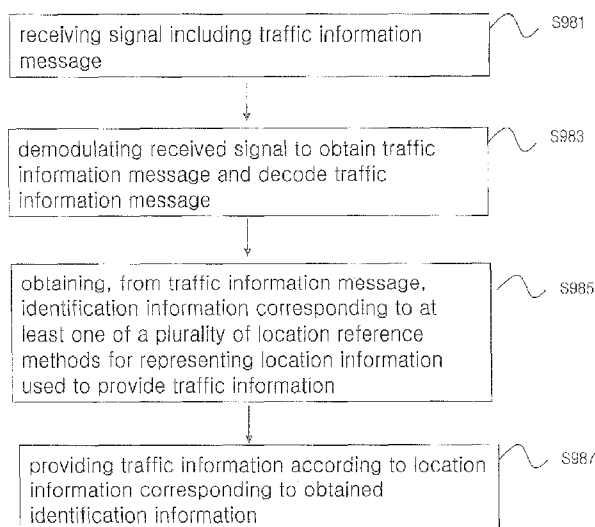 receiving signal including traffic information
message
S981
demodulating received signal to obtain traffic
information message and decode traffic
information message
S983
obtaining, from traffic information message,
identification information corresponding to at
least one of a plurality of location reference
methods for representing location information
used to provide traffic information
S985
providing traffic information according to location
information corresponding to obtained
identification information
S987